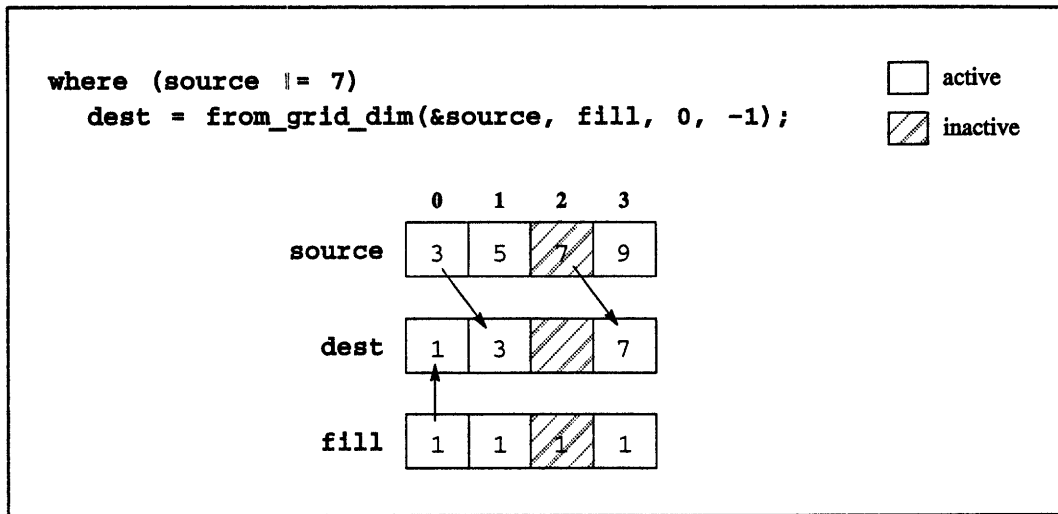 where (source != 7)
active
dest = from_grid_dim(&source, fill, 0, -1);
inactive
0 1 2 3
source 3 5 7 9
dest 1 3 7
fill 1 1 1 1